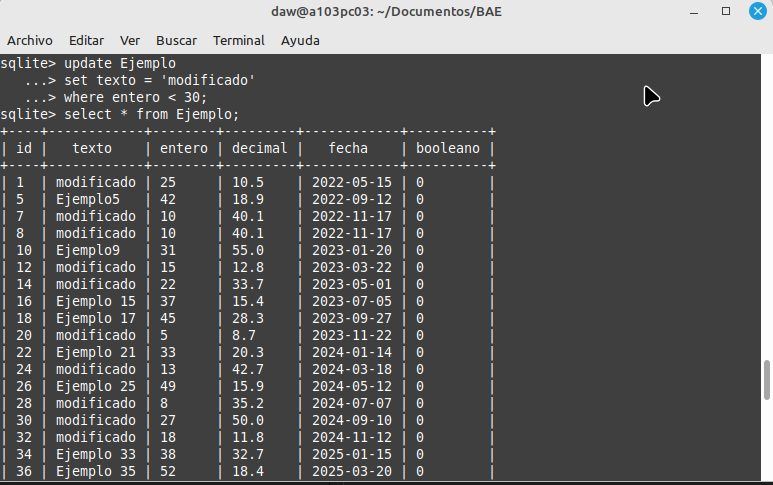 daw@a103pc03: ~/Documentos/BAE
Archivo Editar Ver Buscar Terminal Ayuda
sqlite> update Ejemplo
   ...> set texto = 'modificado'
   ...> where entero < 30;
sqlite> select * from Ejemplo;
+----+------------+--------+---------+------------+----------+
| id |   texto    | entero | decimal |   fecha    | booleano |
+----+------------+--------+---------+------------+----------+
| 1  | modificado | 25     | 10.5    | 2022-05-15 | 0        |
| 5  | Ejemplo5   | 42     | 18.9    | 2022-09-12 | 0        |
| 7  | modificado | 10     | 40.1    | 2022-11-17 | 0        |
| 8  | modificado | 10     | 40.1    | 2022-11-17 | 0        |
| 10 | Ejemplo9   | 31     | 55.0    | 2023-01-20 | 0        |
| 12 | modificado | 15     | 12.8    | 2023-03-22 | 0        |
| 14 | modificado | 22     | 33.7    | 2023-05-01 | 0        |
| 16 | Ejemplo 15 | 37     | 15.4    | 2023-07-05 | 0        |
| 18 | Ejemplo 17 | 45     | 28.3    | 2023-09-27 | 0        |
| 20 | modificado | 5      | 8.7     | 2023-11-22 | 0        |
| 22 | Ejemplo 21 | 33     | 20.3    | 2024-01-14 | 0        |
| 24 | modificado | 13     | 42.7    | 2024-03-18 | 0        |
| 26 | Ejemplo 25 | 49     | 15.9    | 2024-05-12 | 0        |
| 28 | modificado | 8      | 35.2    | 2024-07-07 | 0        |
| 30 | modificado | 27     | 50.0    | 2024-09-10 | 0        |
| 32 | modificado | 18     | 11.8    | 2024-11-12 | 0        |
| 34 | Ejemplo 33 | 38     | 32.7    | 2025-01-15 | 0        |
| 36 | Ejemplo 35 | 52     | 18.4    | 2025-03-20 | 0        |